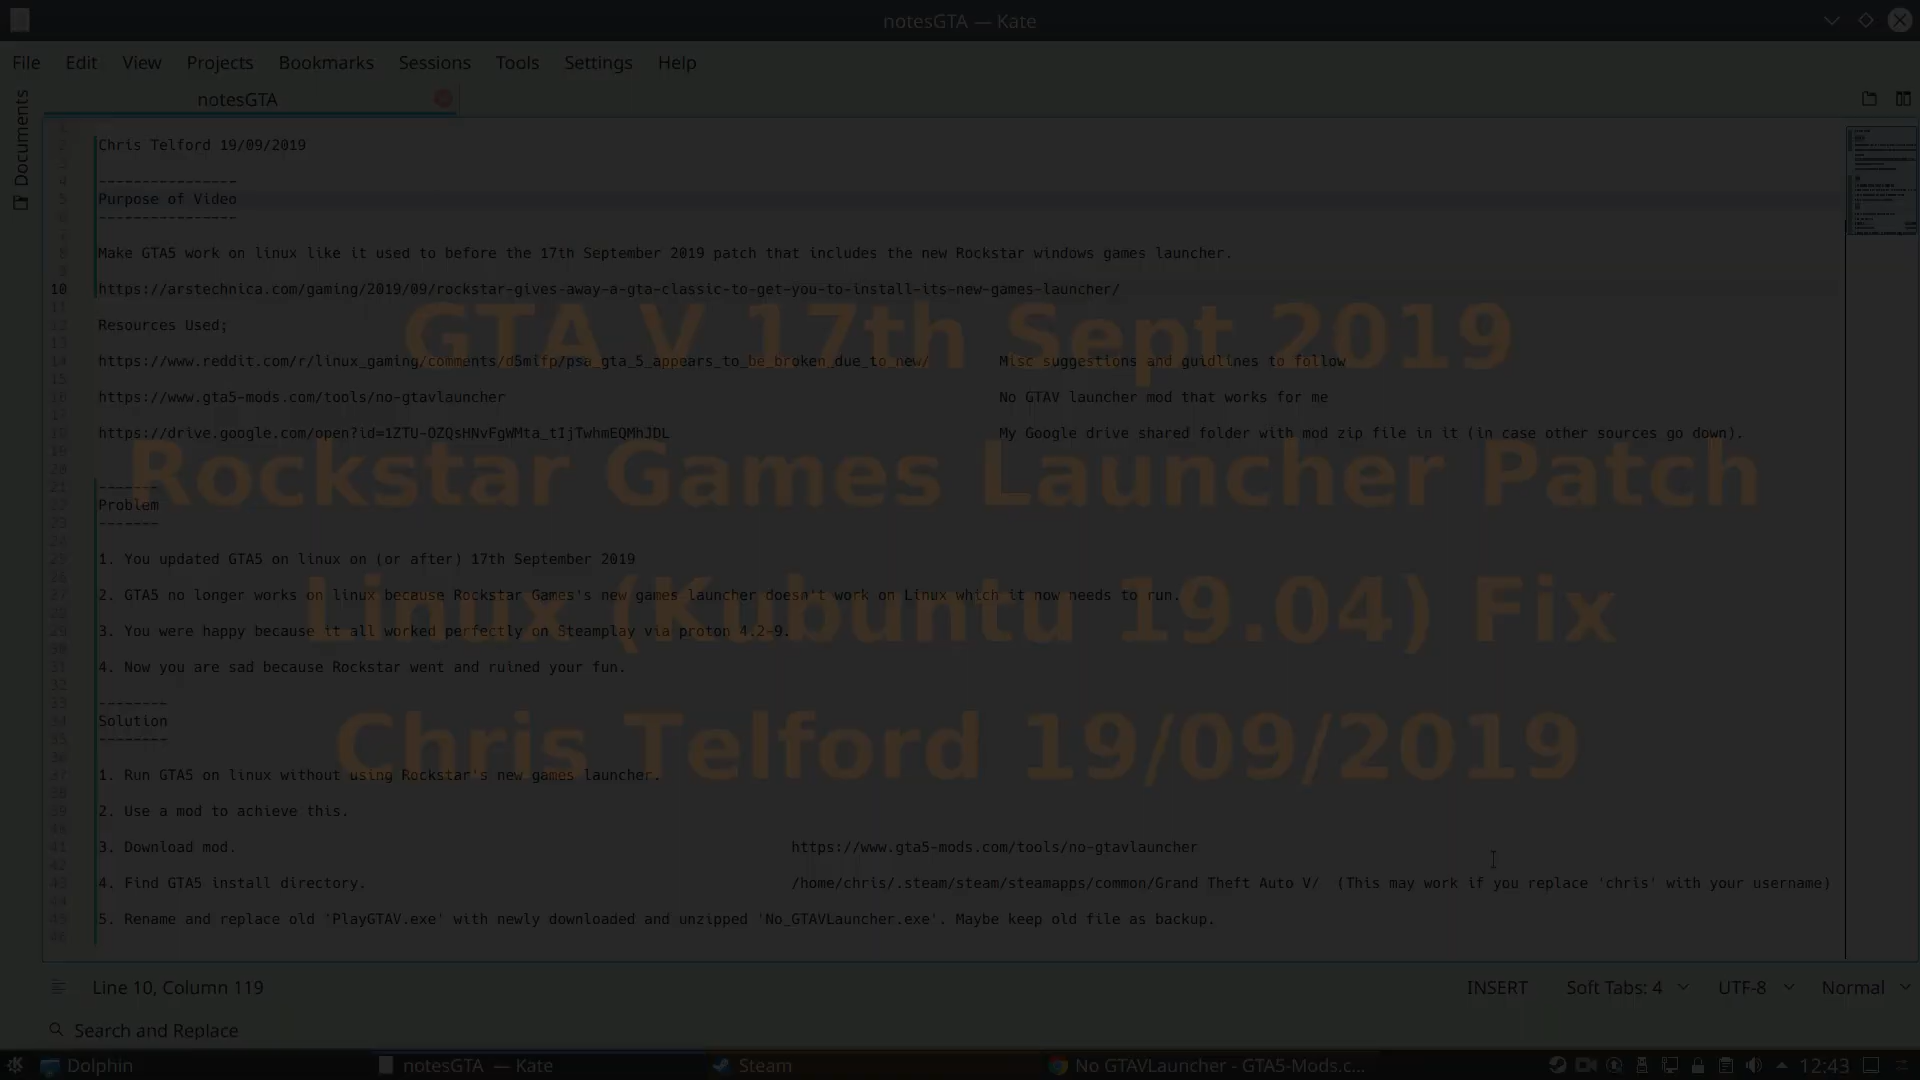 notesGTA — Kate
File Edit View Projects Bookmarks Sessions Tools Settings Help
notesGTA
Documents
Chris Telford 19/09/2019
----------------
Purpose of Video
----------------
Make GTA5 work on linux like it used to before the 17th September 2019 patch that includes the new Rockstar windows games launcher.
10 https://arstechnica.com/gaming/2019/09/rockstar-gives-away-a-gta-classic-to-get-you-to-install-its-new-games-launcher/
GTA V 17th Sept 2019
Resources Used;
https://www.reddit.com/r/linux_gaming/comments/d5mifp/psa_gta_5_appears_to_be_broken_due_to_new/ Misc suggestions and guidlines to follow
https://www.gta5-mods.com/tools/no-gtavlauncher No GTAV launcher mod that works for me
https://drive.google.com/open?id=1ZTU-OZQsHNvFgWMta_tIjTwhmEQMhJDL My Google drive shared folder with mod zip file in it (in case other sources go down).
Rockstar Games Launcher Patch
-------
Problem
-------
1. You updated GTA5 on linux on (or after) 17th September 2019
2. GTA5 no longer works on linux because Rockstar Games's new games launcher doesn't work on Linux which it now needs to run.
Linux (Kubuntu 19.04) Fix
3. You were happy because it all worked perfectly on Steamplay via proton 4.2-9.
4. Now you are sad because Rockstar went and ruined your fun.
--------
Solution
--------
Chris Telford 19/09/2019
1. Run GTA5 on linux without using Rockstar's new games launcher.
2. Use a mod to achieve this.
3. Download mod. https://www.gta5-mods.com/tools/no-gtavlauncher
4. Find GTA5 install directory. /home/chris/.steam/steam/steamapps/common/Grand Theft Auto V/ (This may work if you replace 'chris' with your username)
5. Rename and replace old 'PlayGTAV.exe' with newly downloaded and unzipped 'No_GTAVLauncher.exe'. Maybe keep old file as backup.
Line 10, Column 119 INSERT Soft Tabs: 4 UTF-8 Normal
Search and Replace
Dolphin notesGTA — Kate Steam No GTAVLauncher - GTA5-Mods.c... 12:43